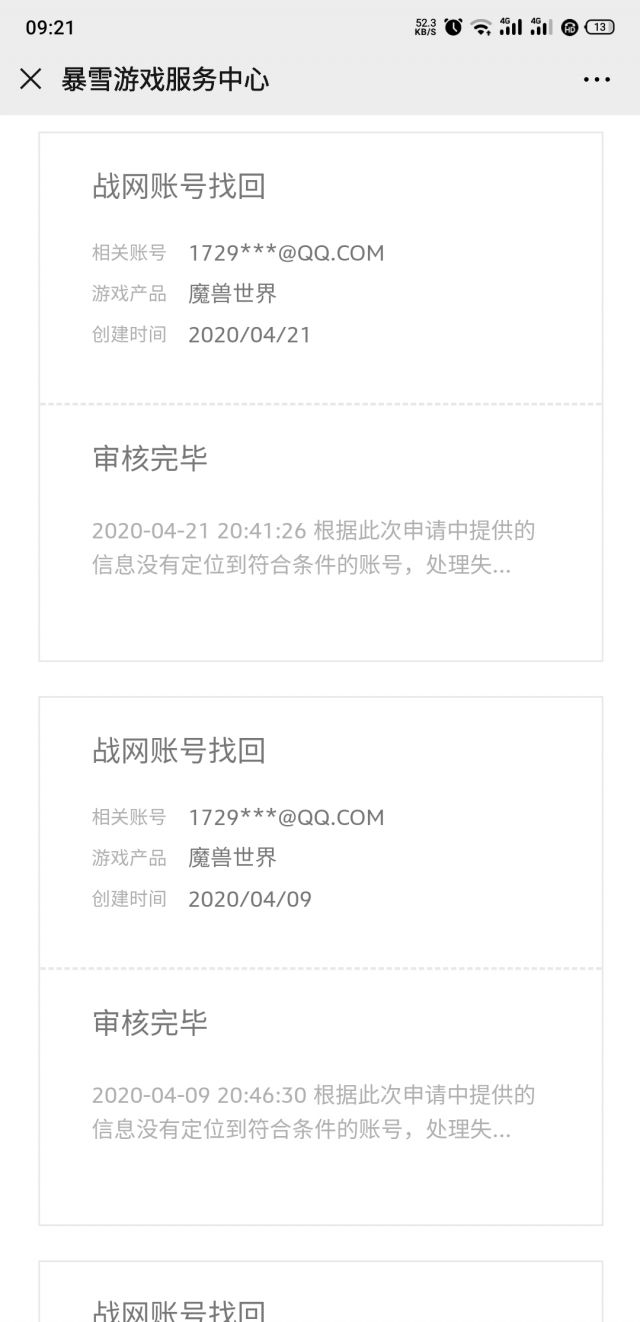 09:21
52.3 KB/S 4G 4G HD 13
暴雪游戏服务中心
战网账号找回
相关账号 1729***@QQ.COM
游戏产品 魔兽世界
创建时间 2020/04/21
审核完毕
2020-04-21 20:41:26 根据此次申请中提供的
信息没有定位到符合条件的账号，处理失...
战网账号找回
相关账号 1729***@QQ.COM
游戏产品 魔兽世界
创建时间 2020/04/09
审核完毕
2020-04-09 20:46:30 根据此次申请中提供的
信息没有定位到符合条件的账号，处理失...
战网账号找回